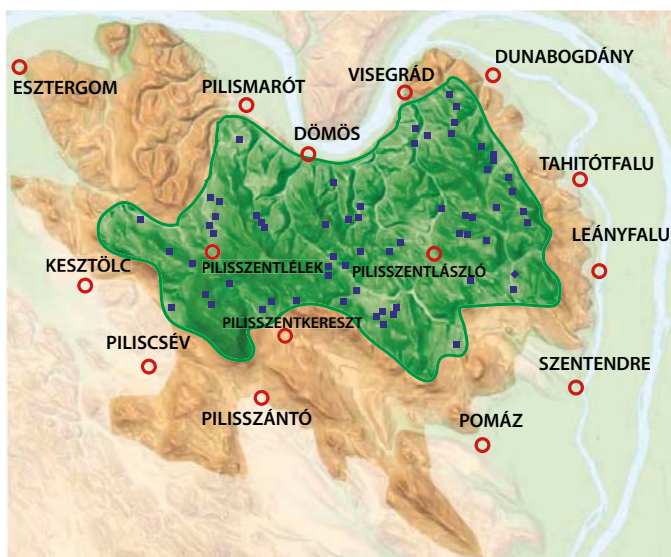 DUNABOGDÁNY
VISEGRÁD
ESZTERGOM
PILISMARÓT
DÖMÖS
TAHITÓTFALU
LEÁNYFALU
KESZTÖLC
PILISSZENTLÉLEK
PILISSZENTLÁSZLÓ
PILISSZENTKERESZT
PILISCSÉV
SZENTENDRE
PILISSZÁNTÓ
POMÁZ